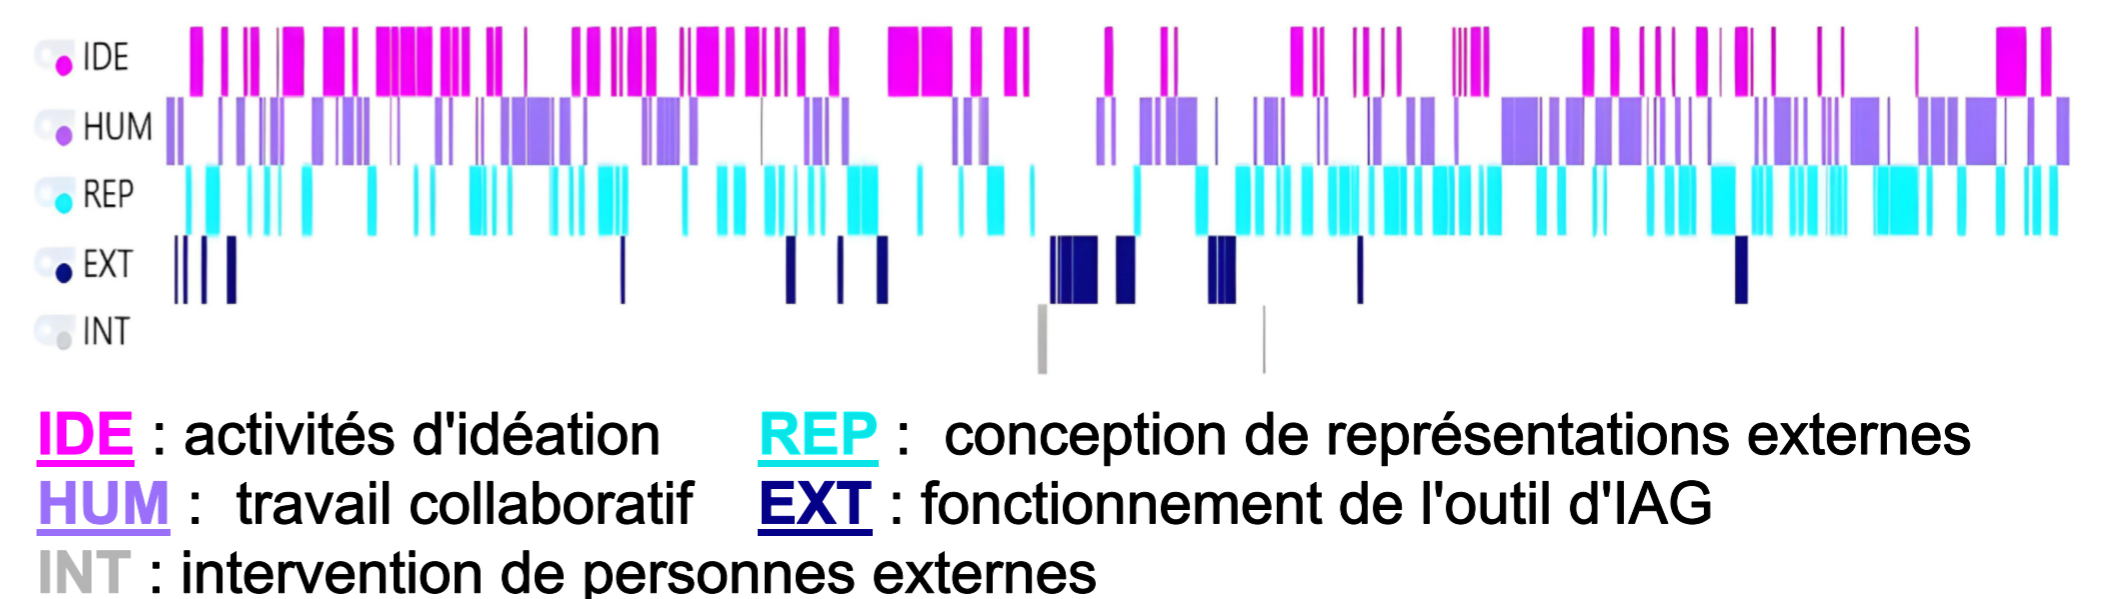 IDE
HUM
REP
EXT
INT
IDE : activités d'idéation REP : conception de représentations externes
HUM : travail collaboratif EXT : fonctionnement de l'outil d'IAG
INT : intervention de personnes externes